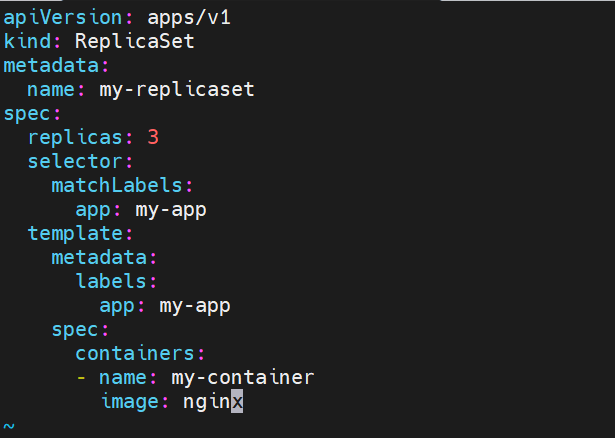 apiVersion: apps/v1
kind: ReplicaSet
metadata:
  name: my-replicaset
spec:
  replicas: 3
  selector:
    matchLabels:
      app: my-app
  template:
    metadata:
      labels:
        app: my-app
    spec:
      containers:
      - name: my-container
        image: nginx
~